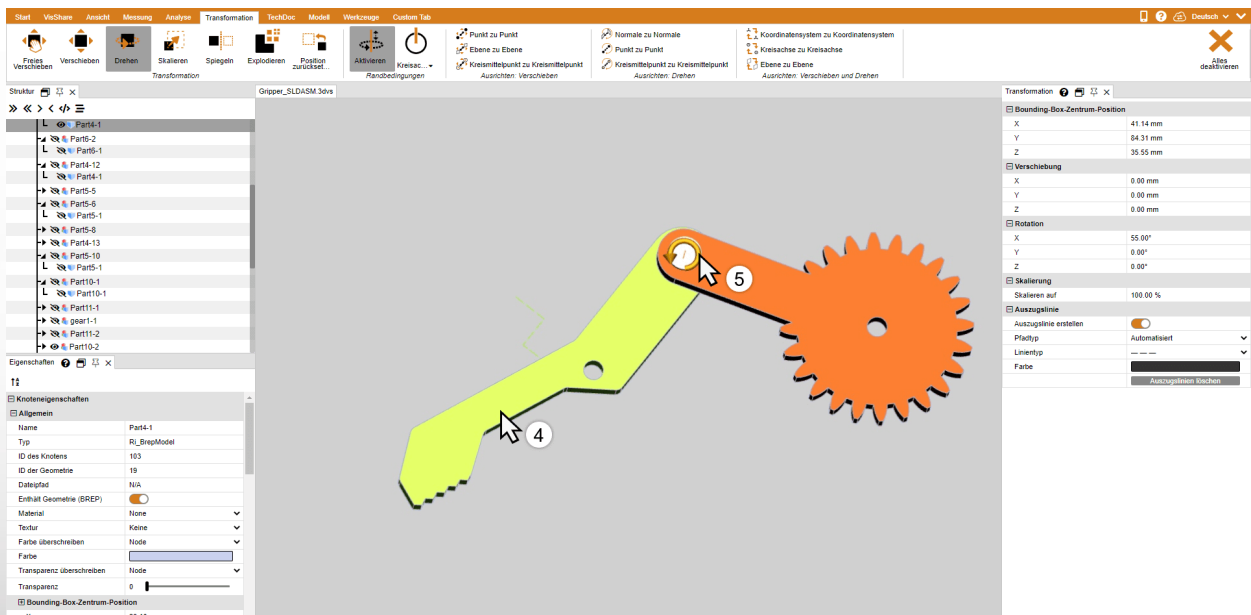 Start VisShare Ansicht Messung Analyse Transformation TechDoc Modell Werkzeuge Custom Tab Deutsch
Freies Verschieben
Verschieben
Drehen
Skalieren
Spiegeln
Explodieren
Position zurückset...
Transformation
Aktivieren
Kreisac...
Randbedingungen
Punkt zu Punkt
Ebene zu Ebene
Kreismittelpunkt zu Kreismittelpunkt
Ausrichten: Verschieben
Normale zu Normale
Punkt zu Punkt
Kreismittelpunkt zu Kreismittelpunkt
Ausrichten: Drehen
Koordinatensystem zu Koordinatensystem
Kreisachse zu Kreisachse
Ebene zu Ebene
Ausrichten: Verschieben und Drehen
Alles deaktivieren
Struktur
Part4-1
Part6-2
Part6-1
Part4-12
Part4-1
Part5-5
Part5-6
Part5-1
Part5-8
Part4-13
Part5-10
Part5-1
Part10-1
Part10-1
Part11-1
gear1-1
Part11-2
Part10-2
Eigenschaften
Knoteneigenschaften
Allgemein
Name Part4-1
Typ Ri_BrepModel
ID des Knotens 103
ID der Geometrie 19
Dateipfad N/A
Enthält Geometrie (BREP)
Material None
Textur Keine
Farbe überschreiben Node
Farbe
Transparenz überschreiben Node
Transparenz 0
Bounding-Box-Zentrum-Position
Gripper_SLDASM.3dvs
5
4
Transformation
Bounding-Box-Zentrum-Position
X 41.14 mm
Y 84.31 mm
Z 35.55 mm
Verschiebung
X 0.00 mm
Y 0.00 mm
Z 0.00 mm
Rotation
X 55.00°
Y 0.00°
Z 0.00°
Skalierung
Skalieren auf 100.00 %
Auszugslinie
Auszugslinie erstellen
Pfadtyp Automatisiert
Linientyp
Farbe
Auszugslinien löschen